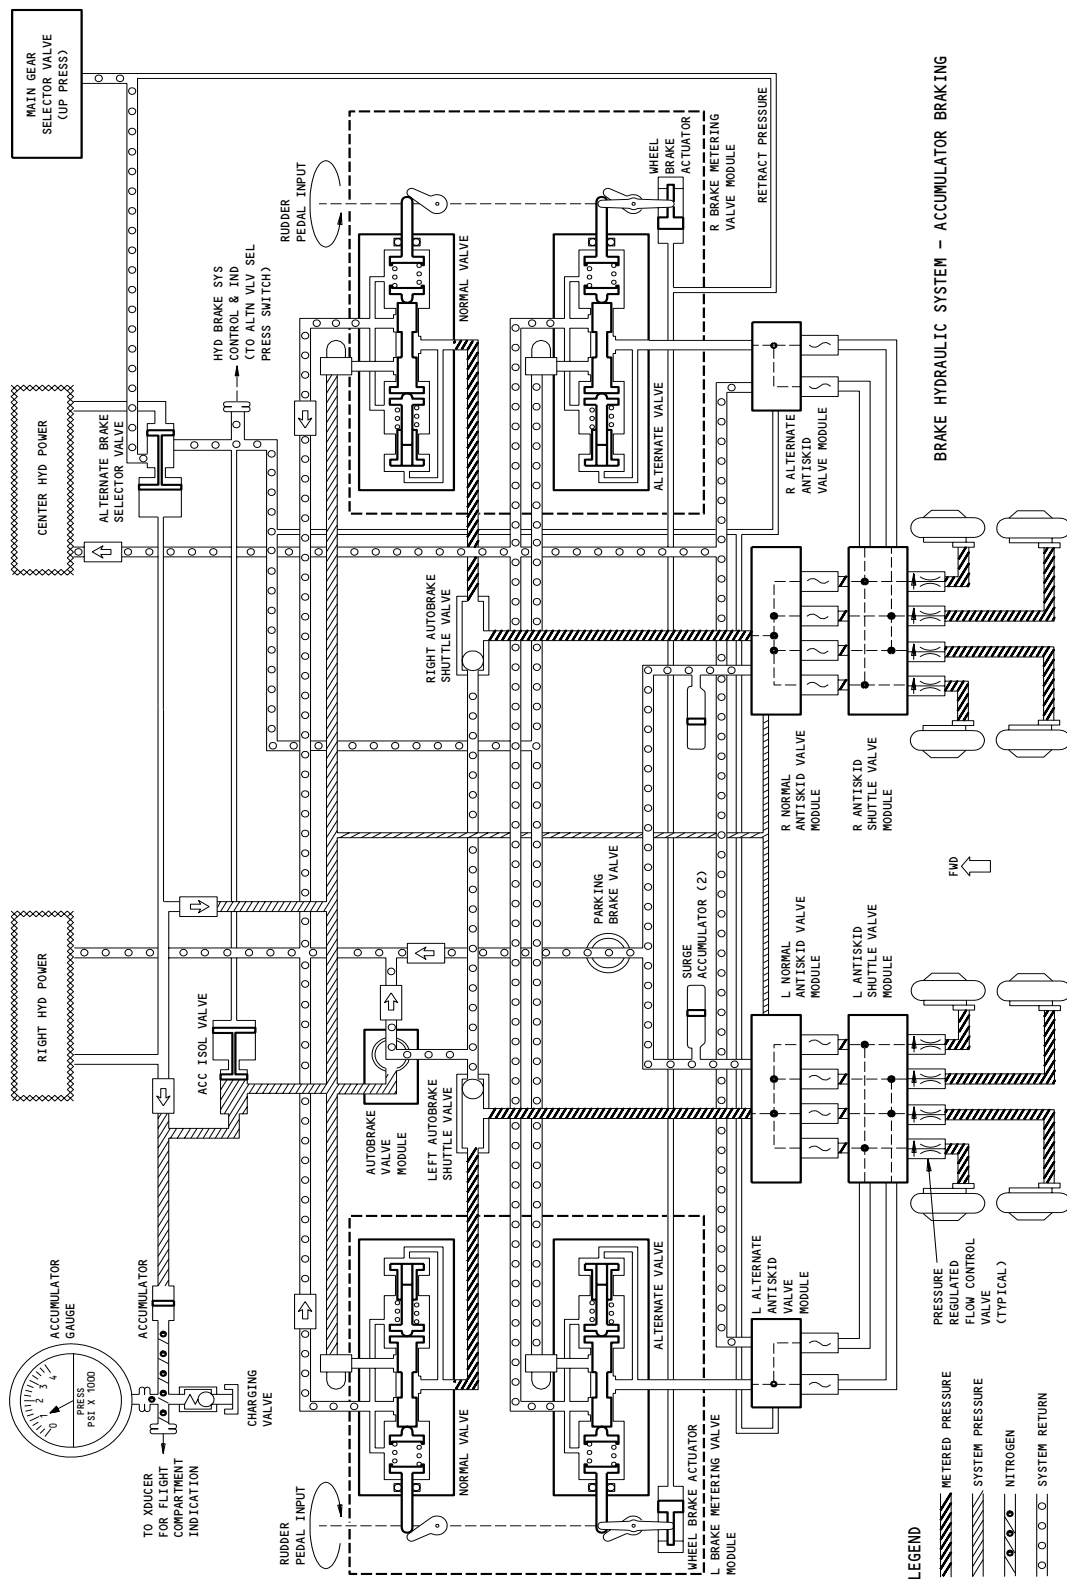 MAIN GEAR
SELECTOR VALVE
(UP PRESS)
CENTER HYD POWER
RIGHT HYD POWER
ALTERNATE BRAKE
SELECTOR VALVE
HYD BRAKE SYS
CONTROL & IND
(TO ALTN VLV SEL
PRESS SWITCH)
ACC ISOL VALVE
ACCUMULATOR
GAUGE
0
1
2
3
4
PRESS
PSI X 1000
ACCUMULATOR
CHARGING
VALVE
TO XDUCER
FOR FLIGHT
COMPARTMENT
INDICATION
RUDDER
PEDAL INPUT
NORMAL VALVE
WHEEL
BRAKE
ACTUATOR
R BRAKE METERING
VALVE MODULE
RETRACT PRESSURE
ALTERNATE VALVE
RIGHT AUTOBRAKE
SHUTTLE VALVE
AUTOBRAKE
VALVE
MODULE
LEFT AUTOBRAKE
SHUTTLE VALVE
PARKING
BRAKE VALVE
SURGE
ACCUMULATOR (2)
RUDDER
PEDAL INPUT
NORMAL VALVE
ALTERNATE VALVE
WHEEL BRAKE ACTUATOR
L BRAKE METERING VALVE
MODULE
R ALTERNATE
ANTISKID
VALVE MODULE
R NORMAL
ANTISKID VALVE
MODULE
R ANTISKID
SHUTTLE VALVE
MODULE
L NORMAL
ANTISKID VALVE
MODULE
L ANTISKID
SHUTTLE VALVE
MODULE
L ALTERNATE
ANTISKID
VALVE
MODULE
FWD
PRESSURE
REGULATED
FLOW CONTROL
VALVE
(TYPICAL)
LEGEND
METERED PRESSURE
SYSTEM PRESSURE
NITROGEN
SYSTEM RETURN
BRAKE HYDRAULIC SYSTEM - ACCUMULATOR BRAKING